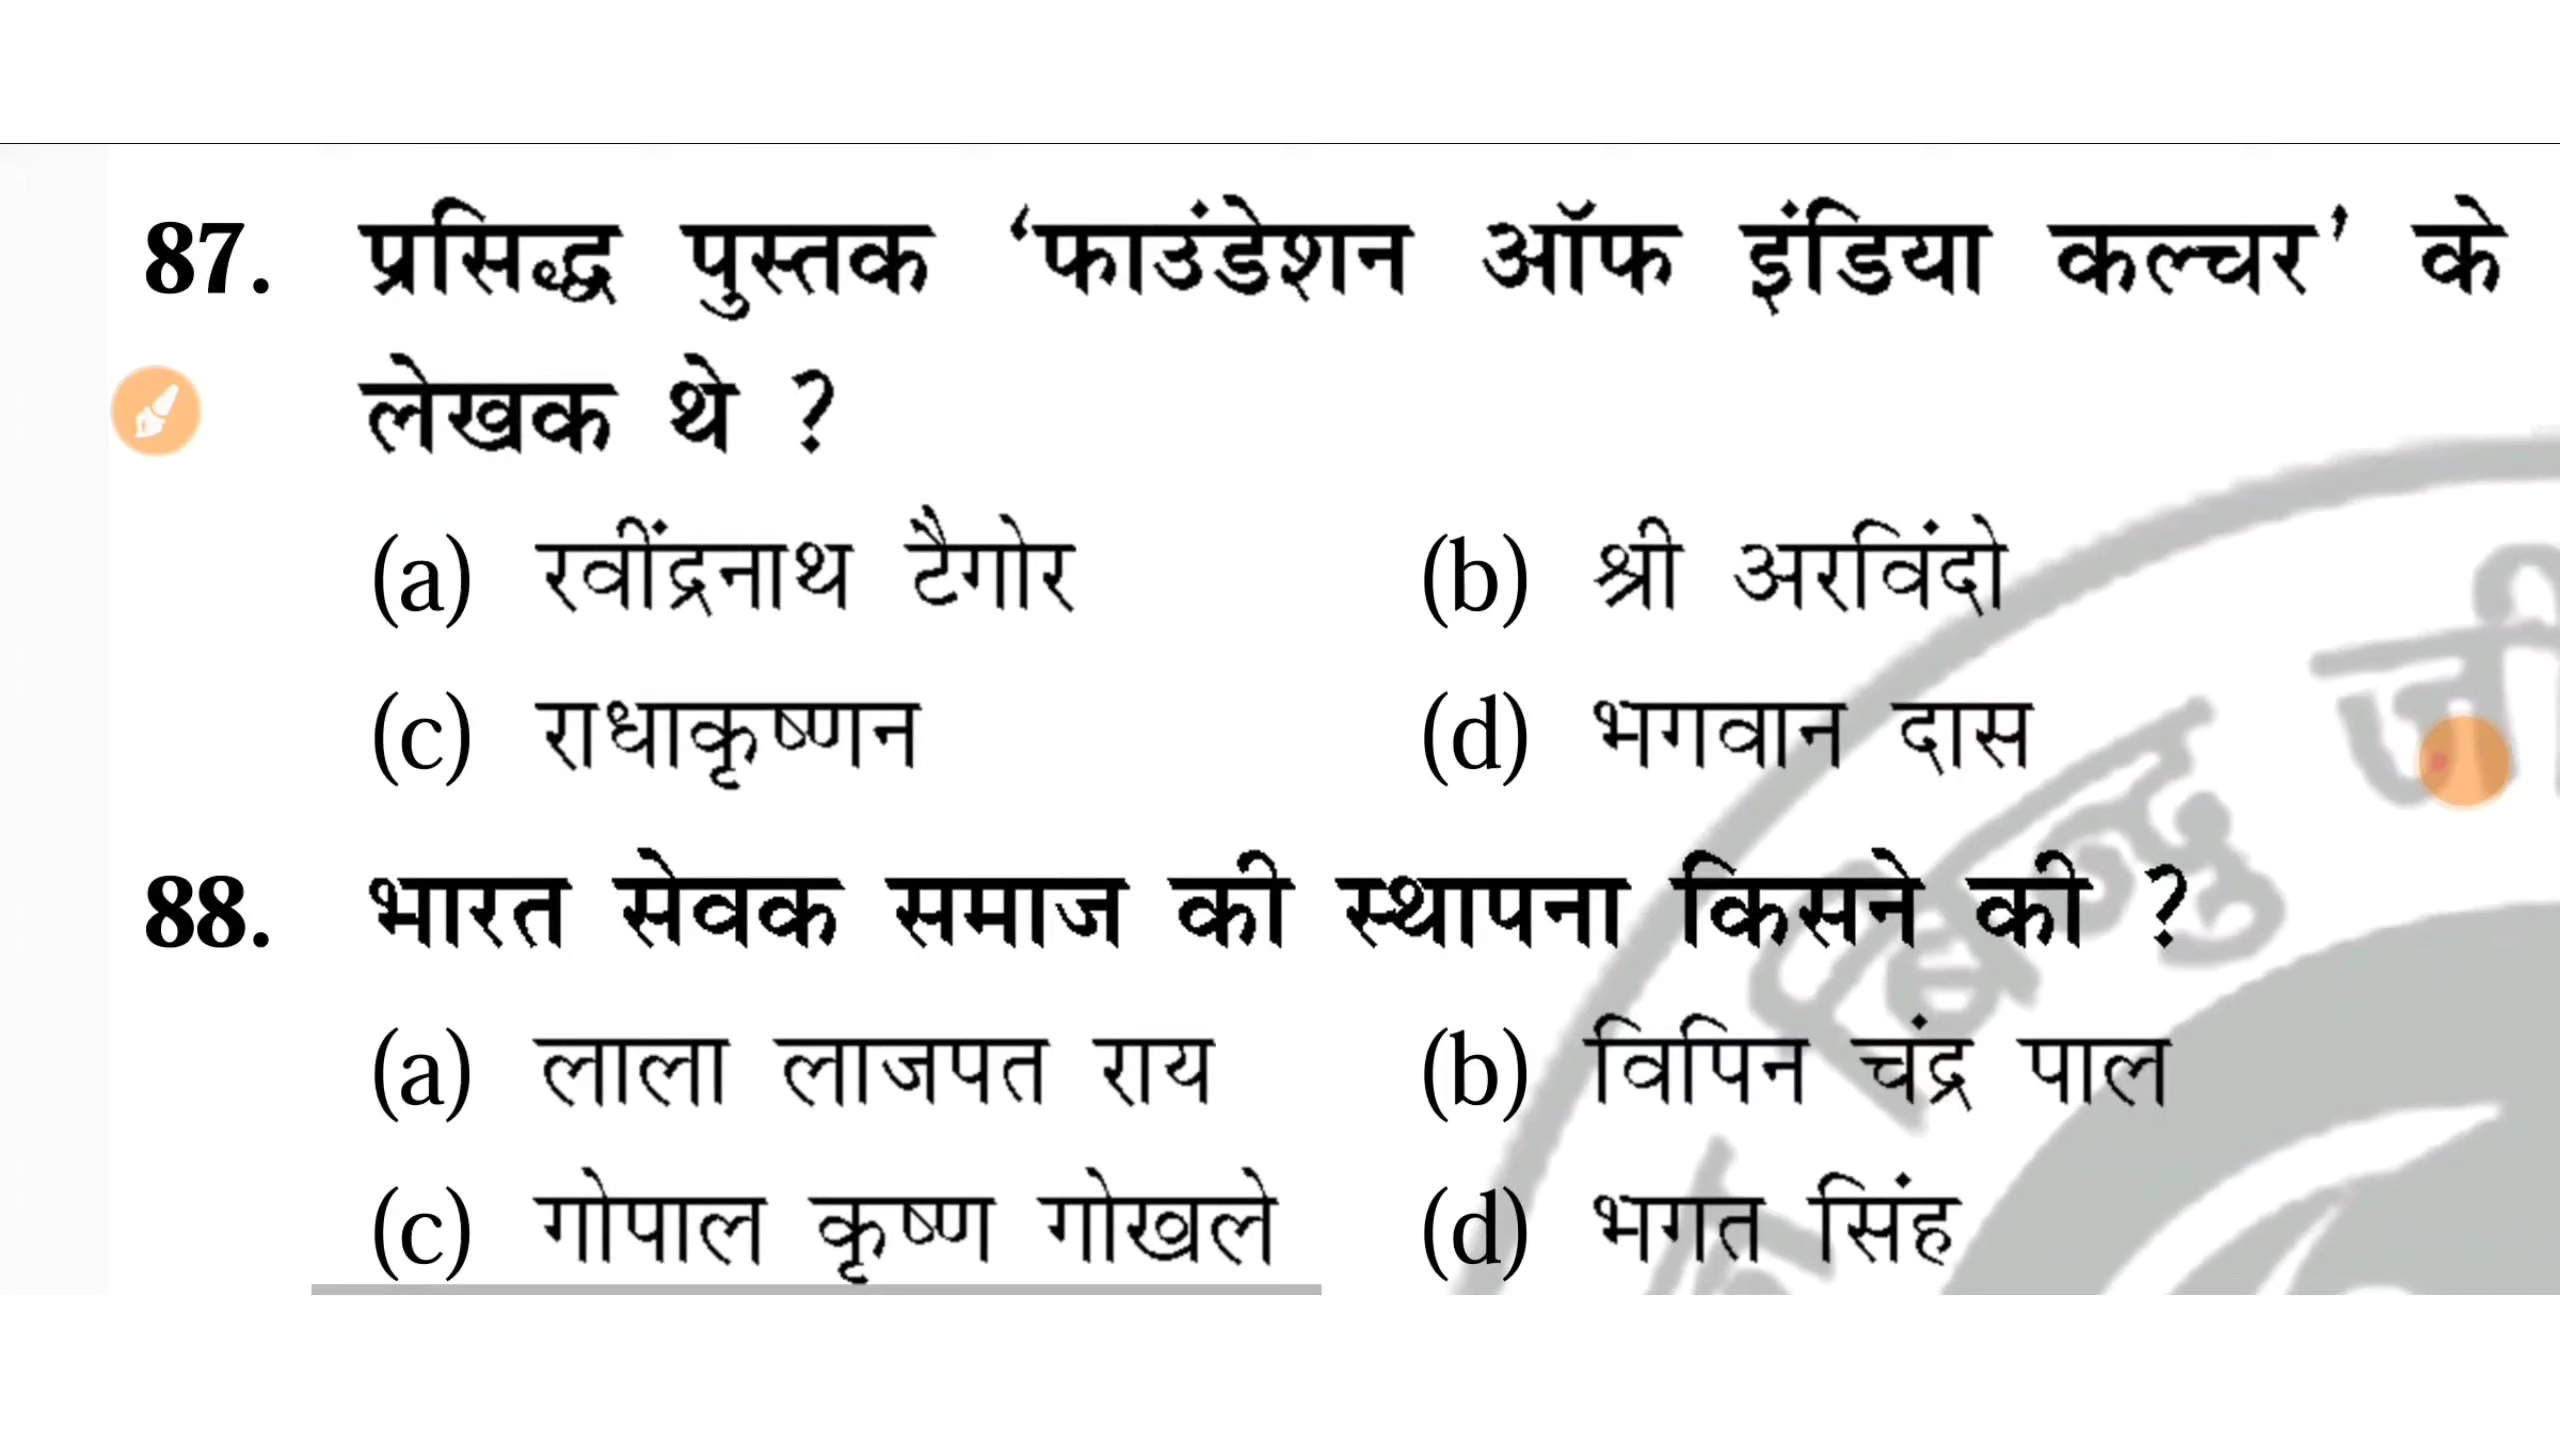 87. प्रसिद्ध पुस्तक ‘फाउंडेशन ऑफ इंडिया कल्चर’ के
लेखक थे ?
(a) रवींद्रनाथ टैगोर (b) श्री अरविंदो
(c) राधाकृष्णन (d) भगवान दास
88. भारत सेवक समाज की स्थापना किसने की ?
(a) लाला लाजपत राय (b) विपिन चंद्र पाल
(c) गोपाल कृष्ण गोखले (d) भगत सिंह